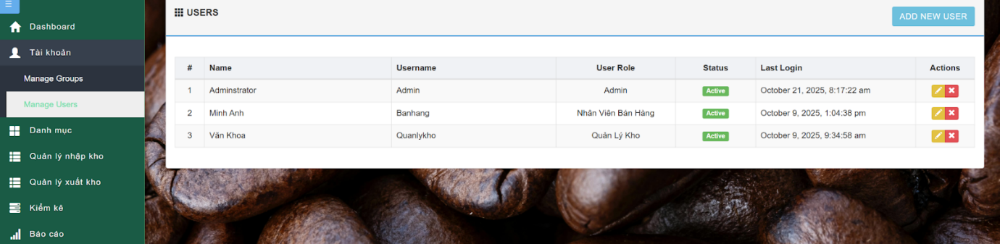 USERS
ADD NEW USER
Dashboard
Tài khoản
Manage Groups
Manage Users
Danh mục
Quản lý nhập kho
Quản lý xuất kho
Kiểm kê
Báo cáo
# Name Username User Role Status Last Login Actions
1 Adminstrator Admin Admin Active October 21, 2025, 8:17:22 am
2 Minh Anh Banhang Nhân Viên Bán Hàng Active October 9, 2025, 1:04:38 pm
3 Văn Khoa Quanlykho Quản Lý Kho Active October 9, 2025, 9:34:58 am